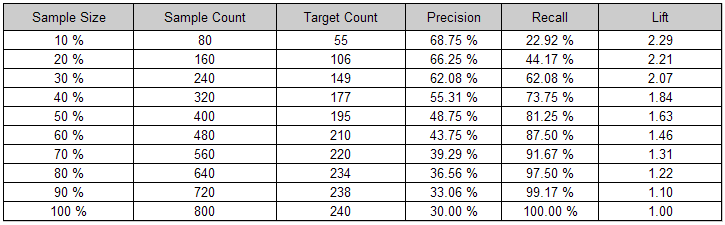 Sample Size Sample Count Target Count Precision Recall Lift
10 % 80 55 68.75 % 22.92 % 2.29
20 % 160 106 66.25 % 44.17 % 2.21
30 % 240 149 62.08 % 62.08 % 2.07
40 % 320 177 55.31 % 73.75 % 1.84
50 % 400 195 48.75 % 81.25 % 1.63
60 % 480 210 43.75 % 87.50 % 1.46
70 % 560 220 39.29 % 91.67 % 1.31
80 % 640 234 36.56 % 97.50 % 1.22
90 % 720 238 33.06 % 99.17 % 1.10
100 % 800 240 30.00 % 100.00 % 1.00